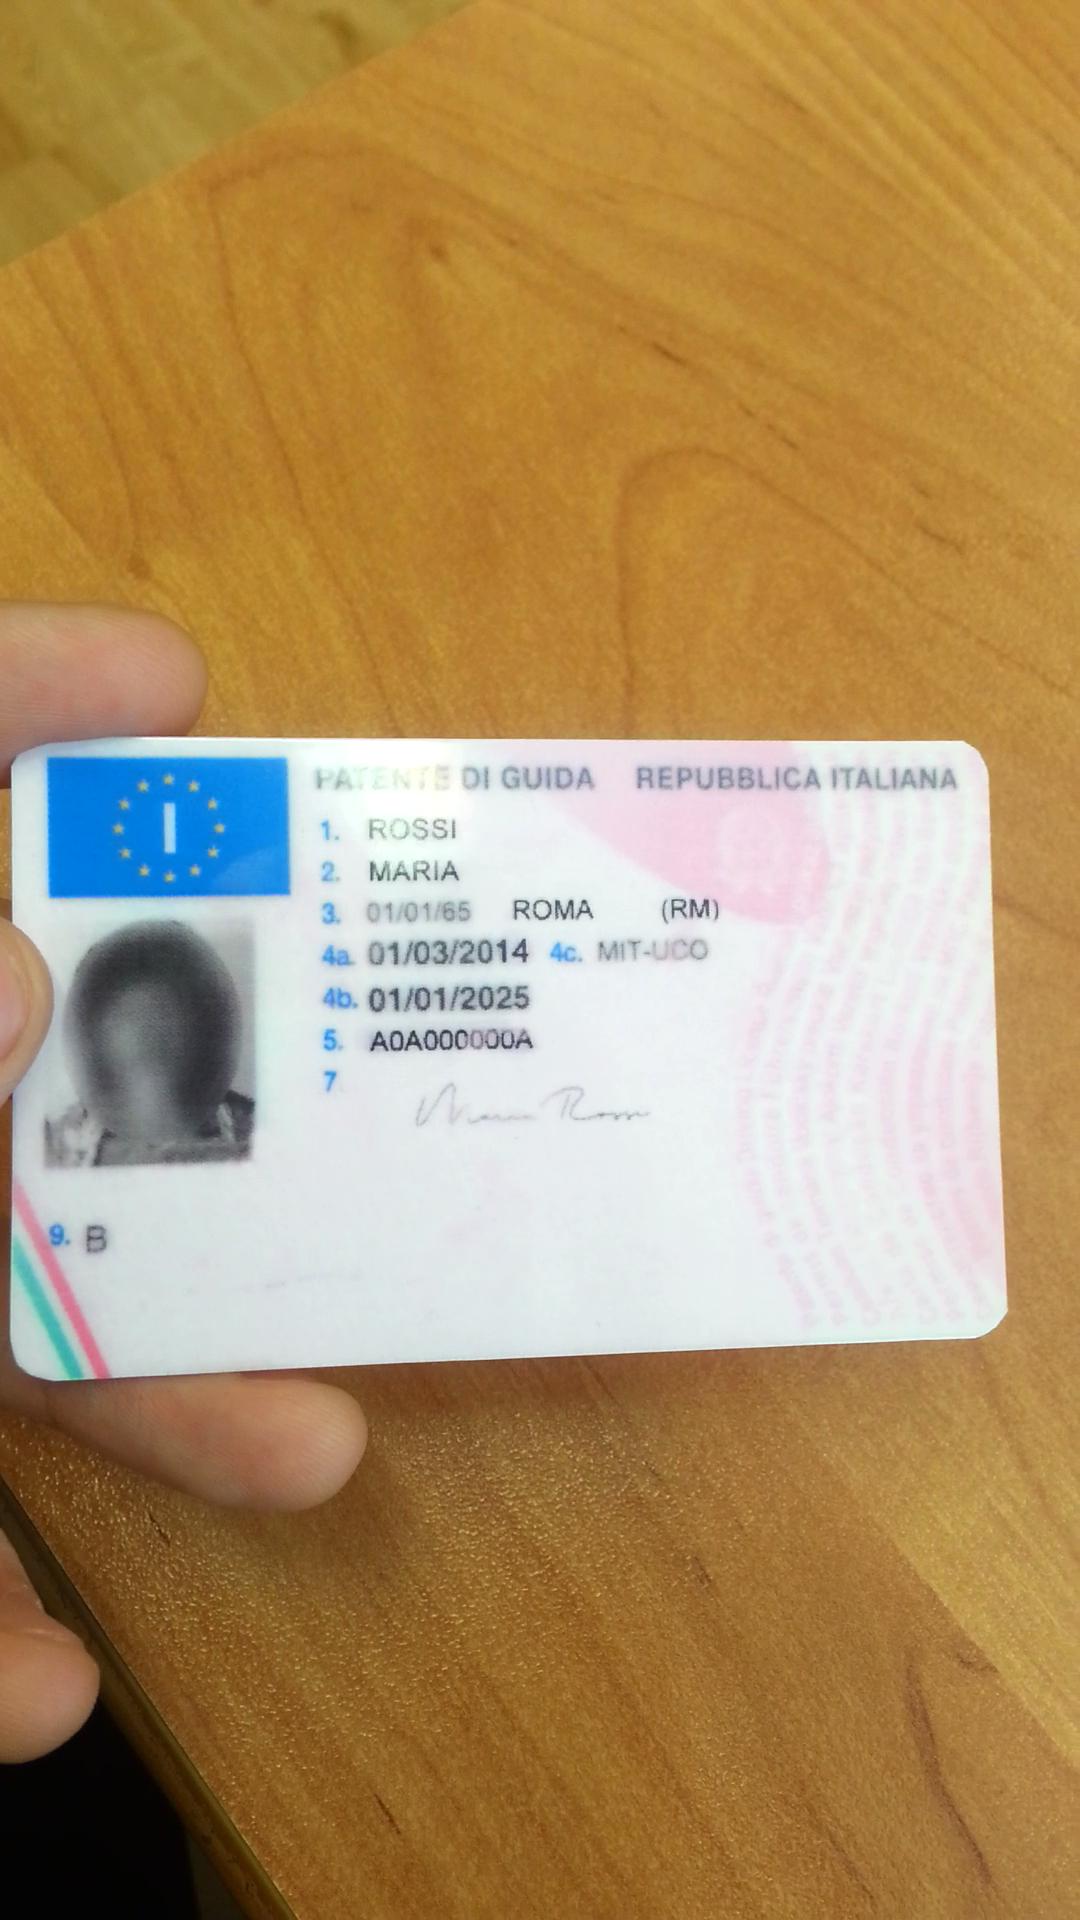 PATENTE DI GUIDA REPUBBLICA ITALIANA
I
1. ROSSI
2. MARIA
3. 01/01/65 ROMA (RM)
4a. 01/03/2014 4c. MIT-UCO
4b. 01/01/2025
5. A0A000000A
7
Maria Rossi
9. B